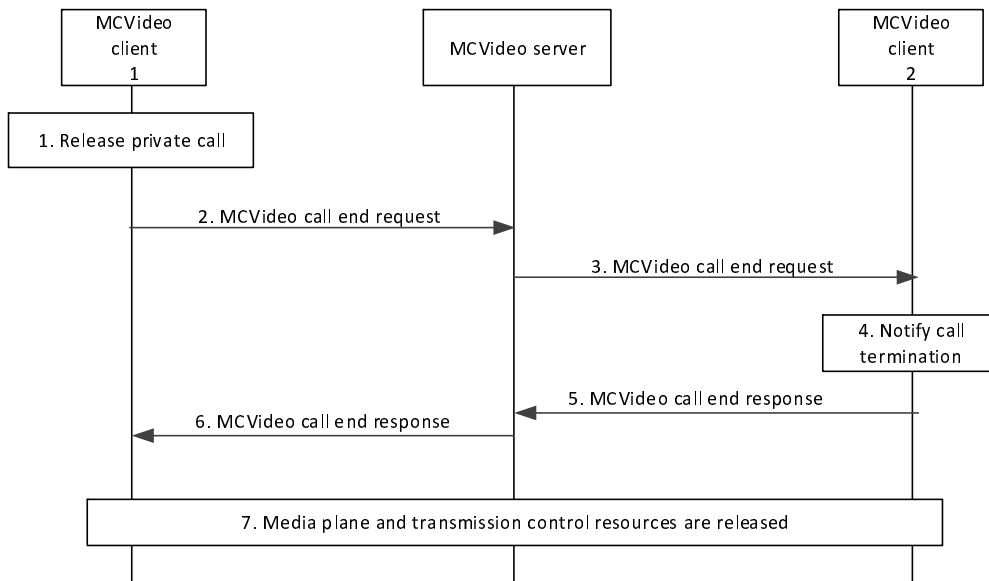 MCVideo
client
1
MCVideo server
MCVideo
client
2
1. Release private call
2. MCVideo call end request
3. MCVideo call end request
4. Notify call
termination
5. MCVideo call end response
6. MCVideo call end response
7. Media plane and transmission control resources are released